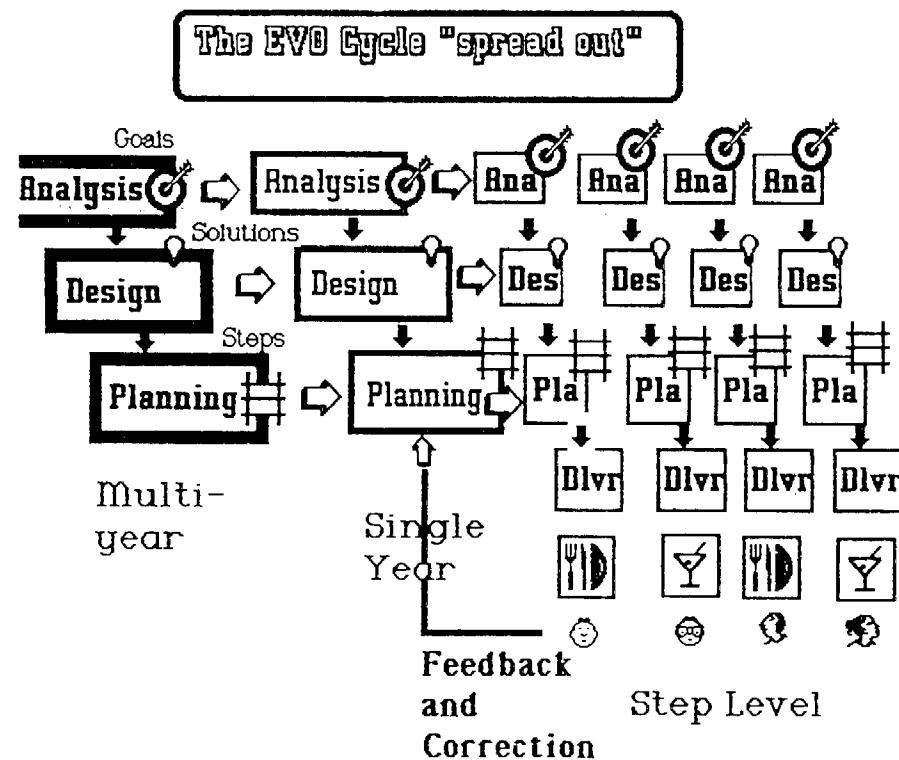 The EVO Cycle "spread out"
Goals
Analysis Analysis Ana Ana Ana Ana
Solutions
Design Design Des Des Des Des
Steps
Planning Planning Pla Pla Pla Pla
Dlvr Dlvr Dlvr Dlvr
Multi-
year
Single
Year
Feedback
and
Correction
Step Level